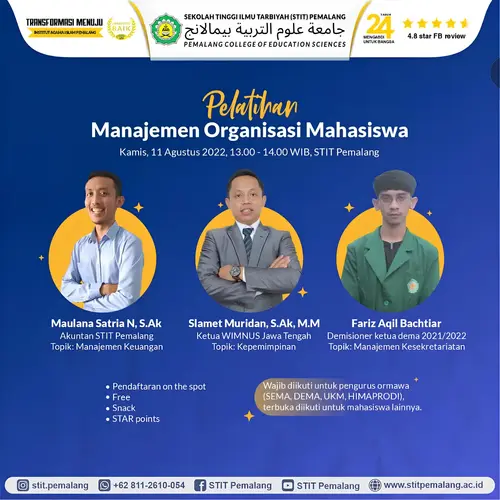 TRANSFORMASI MENUJU
INSTITUT AGAMA ISLAM PEMALANG
BAIK
SEKOLAH TINGGI ILMU TARBIYAH (STIT) PEMALANG
جامعة علوم التربية بيمالانج
PEMALANG COLLEGE OF EDUCATION SCIENCES
24 TAHUN
MENGABDI
UNTUK BANGSA
4.8 star FB review
Pelatihan
Manajemen Organisasi Mahasiswa
Kamis, 11 Agustus 2022, 13.00 - 14.00 WIB, STIT Pemalang
Maulana Satria N, S.Ak
Akuntan STIT Pemalang
Topik: Manajemen Keuangan
Slamet Muridan, S.Ak, M.M
Ketua WIMNUS Jawa Tengah
Topik: Kepemimpinan
Fariz Aqil Bachtiar
Demisioner ketua dema 2021/2022
Topik: Manajemen Kesekretariatan
• Pendaftaran on the spot
• Free
• Snack
• STAR points
Wajib diikuti untuk pengurus ormawa
(SEMA, DEMA, UKM, HIMAPRODI),
terbuka diikuti untuk mahasiswa lainnya.
stit.pemalang
+62 811-2610-054
STIT Pemalang
STIT Pemalang
www.stitpemalang.ac.id